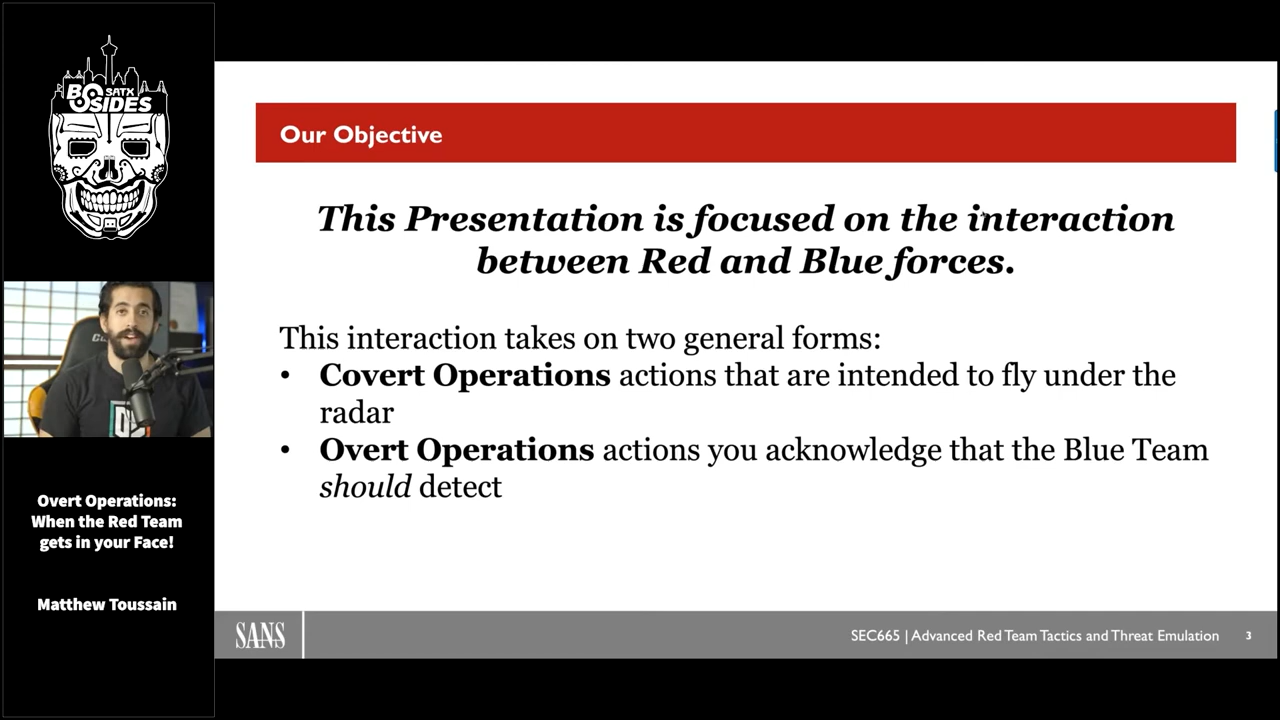 SATX
BSIDES
Overt Operations:
When the Red Team
gets in your Face!
Matthew Toussain
Our Objective
This Presentation is focused on the interaction
between Red and Blue forces.
This interaction takes on two general forms:
• Covert Operations actions that are intended to fly under the
radar
• Overt Operations actions you acknowledge that the Blue Team
should detect
SANS
SEC665 | Advanced Red Team Tactics and Threat Emulation 3